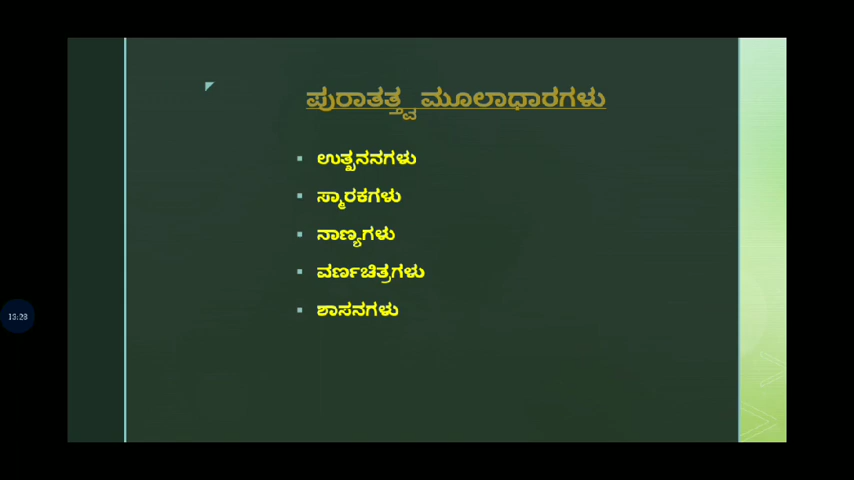 ಪುರಾತತ್ತ್ವ ಮೂಲಾಧಾರಗಳು
▪ ಉತ್ಖನನಗಳು
▪ ಸ್ಮಾರಕಗಳು
▪ ನಾಣ್ಯಗಳು
▪ ವರ್ಣಚಿತ್ರಗಳು
▪ ಶಾಸನಗಳು